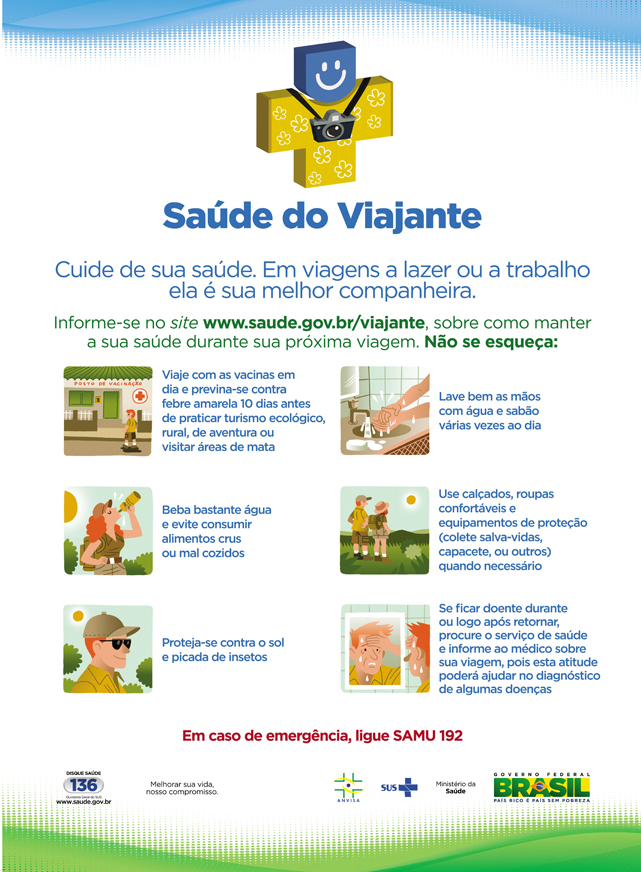 Saúde do Viajante
Cuide de sua saúde. Em viagens a lazer ou a trabalho
ela é sua melhor companheira.
Informe-se no site www.saude.gov.br/viajante, sobre como manter
a sua saúde durante sua próxima viagem. Não se esqueça:
POSTO DE VACINAÇÃO
Viaje com as vacinas em
dia e previna-se contra
febre amarela 10 dias antes
de praticar turismo ecológico,
rural, de aventura ou
visitar áreas de mata
Lave bem as mãos
com água e sabão
várias vezes ao dia
Beba bastante água
e evite consumir
alimentos crus
ou mal cozidos
Use calçados, roupas
confortáveis e
equipamentos de proteção
(colete salva-vidas,
capacete, ou outros)
quando necessário
Proteja-se contra o sol
e picada de insetos
Se ficar doente durante
ou logo após retornar,
procure o serviço de saúde
e informe ao médico sobre
sua viagem, pois esta atitude
poderá ajudar no diagnóstico
de algumas doenças
Em caso de emergência, ligue SAMU 192
DISQUE SAÚDE
136
Ouvidoria Geral do SUS
www.saude.gov.br
Melhorar sua vida,
nosso compromisso.
ANVISA
SUS
Ministério da
Saúde
GOVERNO FEDERAL
BRASIL
PAÍS RICO É PAÍS SEM POBREZA